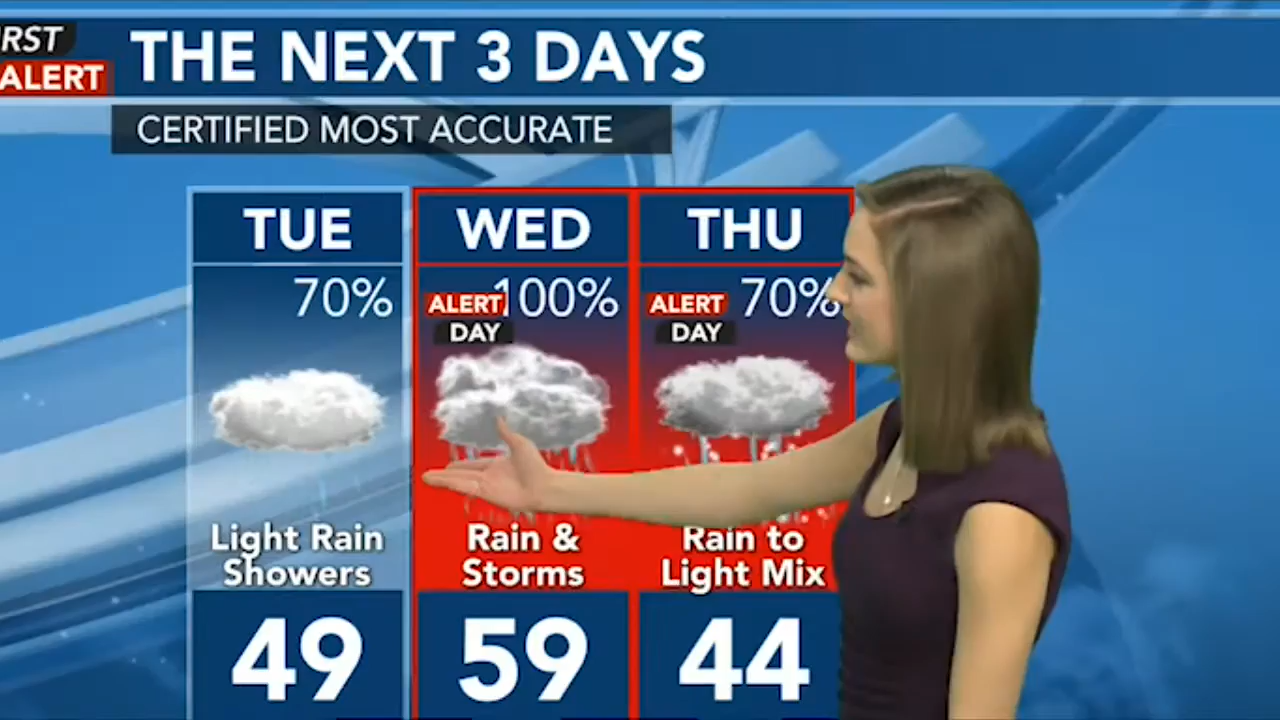 RST
ALERT
THE NEXT 3 DAYS
CERTIFIED MOST ACCURATE
TUE
WED
THU
70%
ALERT
DAY
100%
ALERT
DAY
70%
Light Rain
Showers
Rain &
Storms
Rain to
Light Mix
49
59
44